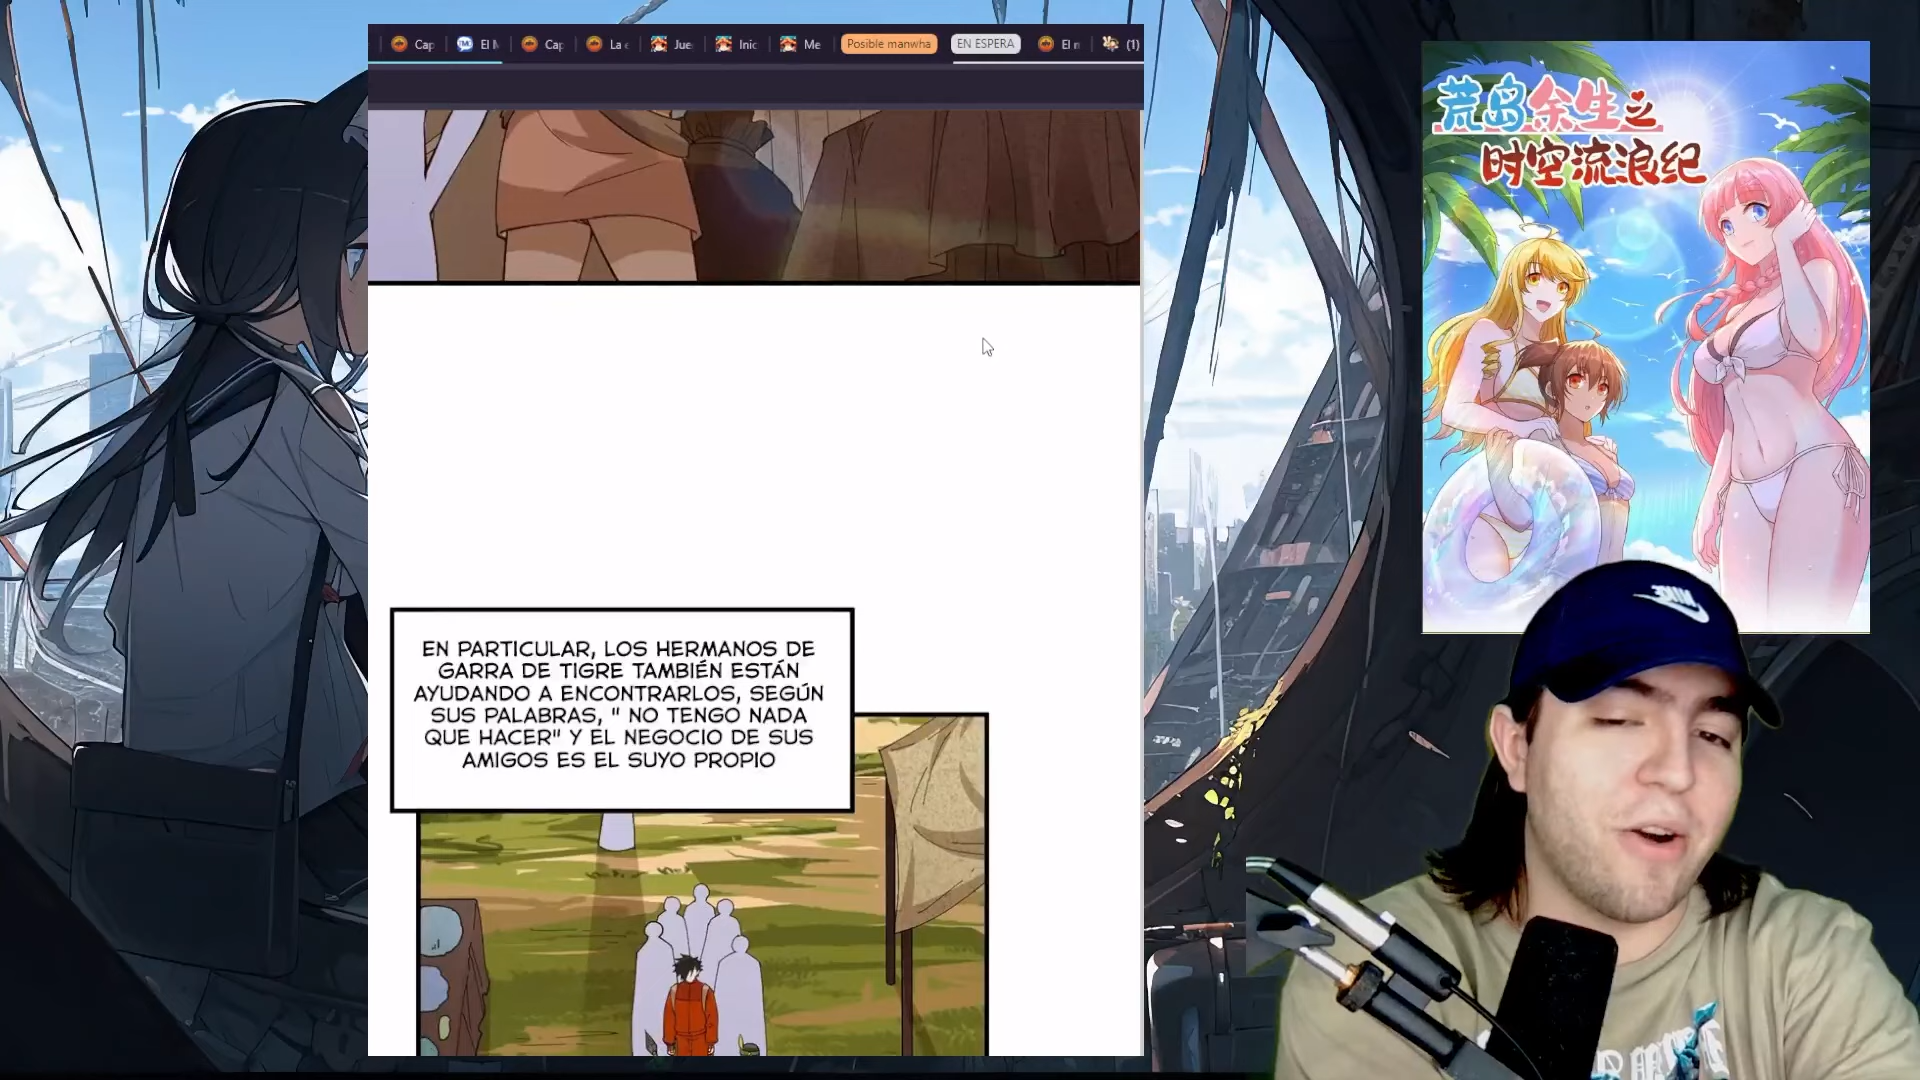 Cap
El M
Cap
La
Jue
Inic
Me
Posible manwha
EN ESPERA
El
(1)
荒岛余生之
时空流浪纪
EN PARTICULAR, LOS HERMANOS DE
GARRA DE TIGRE TAMBIÉN ESTÁN
AYUDANDO A ENCONTRARLOS, SEGÚN
SUS PALABRAS, " NO TENGO NADA
QUE HACER" Y EL NEGOCIO DE SUS
AMIGOS ES EL SUYO PROPIO
NIKE